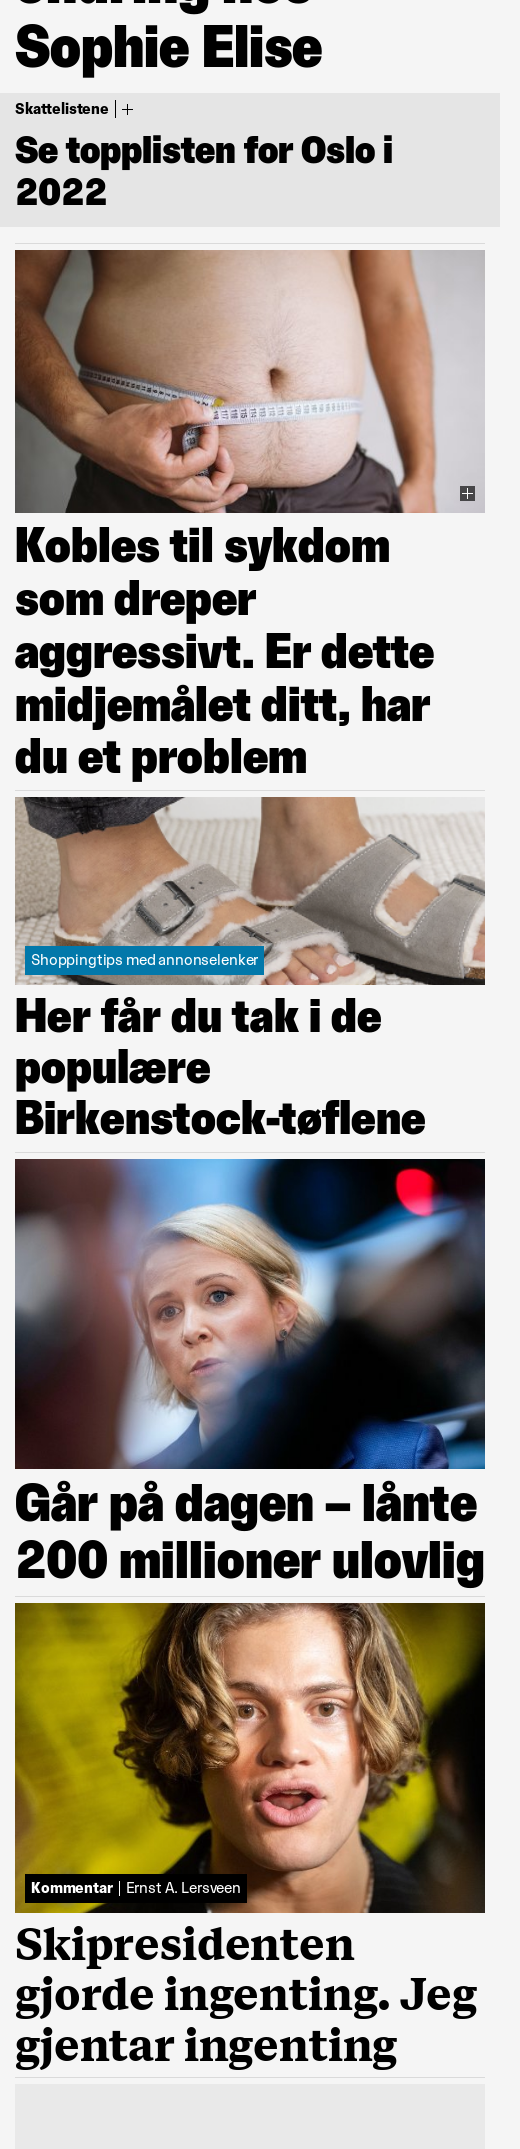 Sophie Elise
Skattelistene | +
Se topplisten for Oslo i
2022
Kobles til sykdom
som dreper
aggressivt. Er dette
midjemålet ditt, har
du et problem
Shoppingtips med annonselenker
Her får du tak i de
populære
Birkenstock-tøflene
Går på dagen – lånte
200 millioner ulovlig
Kommentar | Ernst A. Lersveen
Skipresidenten
gjorde ingenting. Jeg
gjentar ingenting